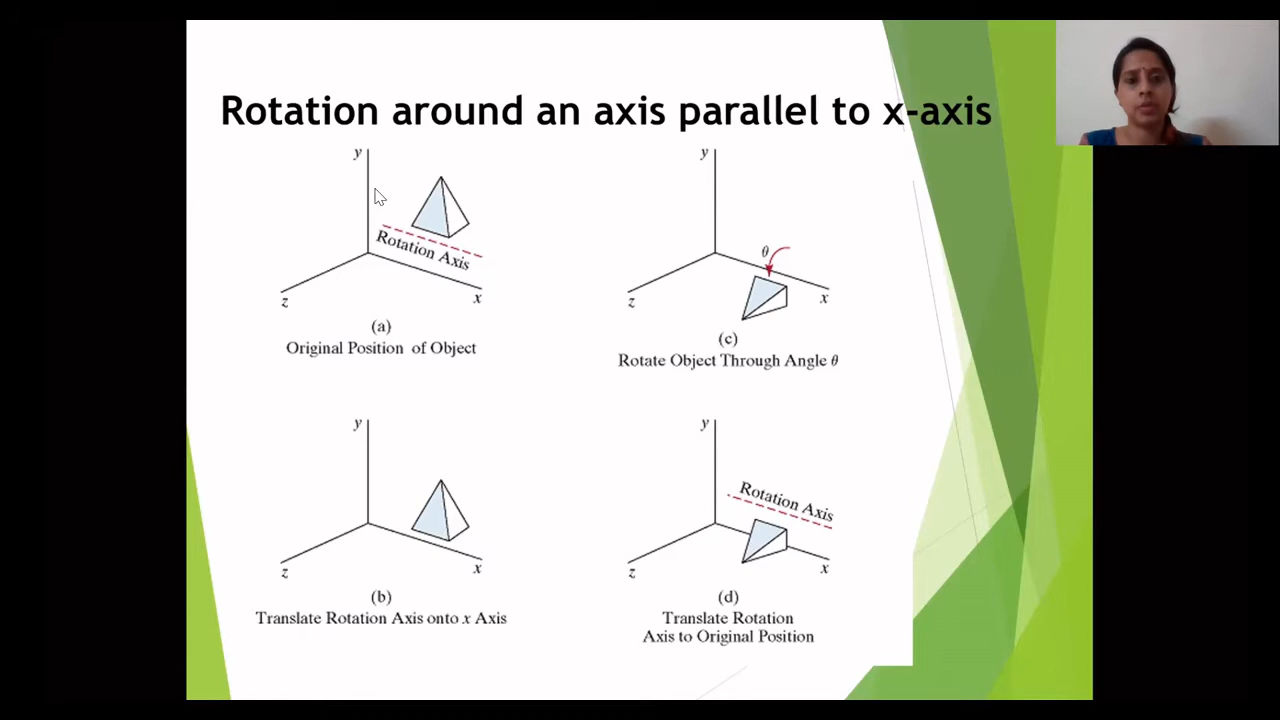 Rotation around an axis parallel to x-axis
y
Rotation Axis
z
x
(a)
Original Position of Object
y
θ
z
x
(c)
Rotate Object Through Angle θ
y
z
x
(b)
Translate Rotation Axis onto x Axis
y
Rotation Axis
z
x
(d)
Translate Rotation
Axis to Original Position